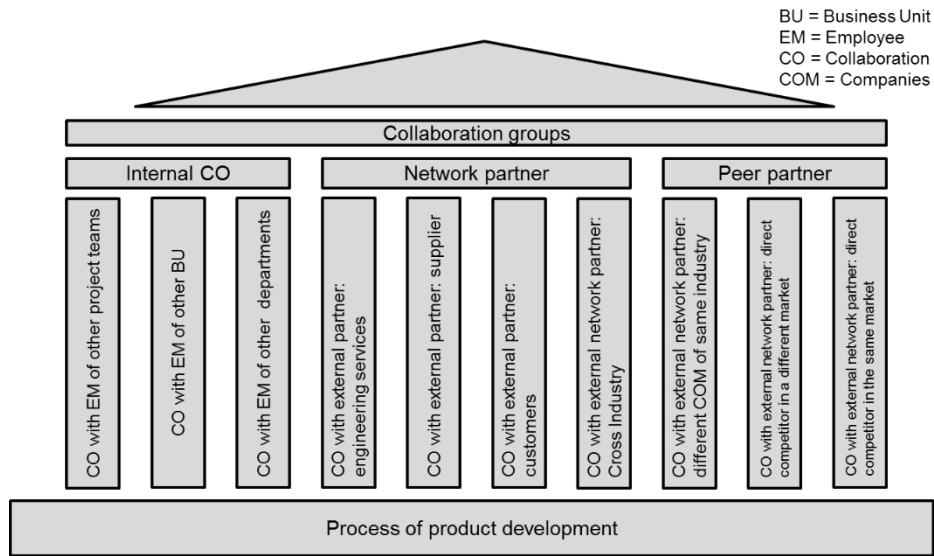 BU = Business Unit
EM = Employee
CO = Collaboration
COM = Companies
Collaboration groups
Internal CO
Network partner
Peer partner
CO with EM of other project teams
CO with EM of other BU
CO with EM of other departments
CO with external partner:
engineering services
CO with external partner: supplier
CO with external partner:
customers
CO with external network partner:
Cross Industry
CO with external network partner:
different COM of same industry
CO with external network partner: direct
competitor in a different market
CO with external network partner: direct
competitor in the same market
Process of product development